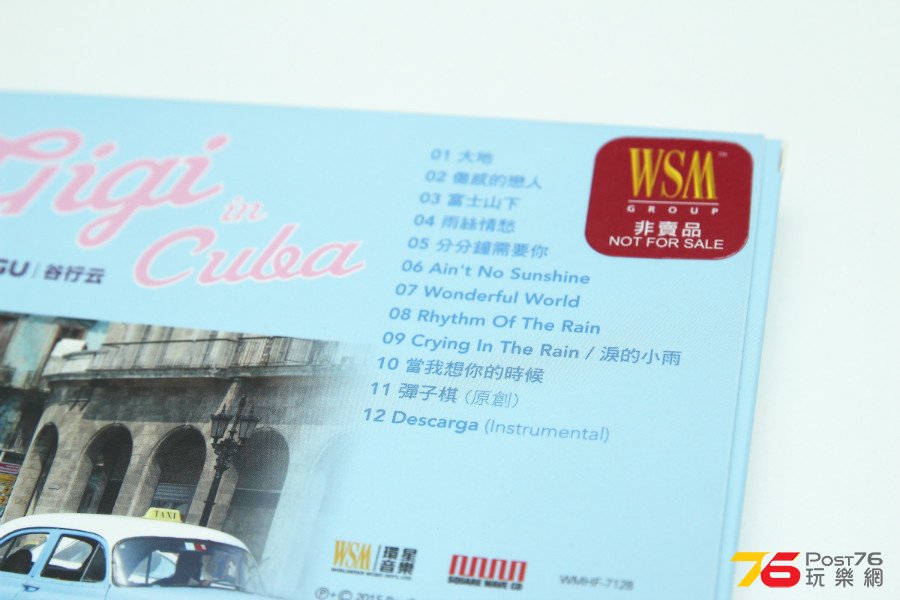 Gigi
in
Cuba
GU | 谷行云
01 大地
02 傷感的戀人
03 富士山下
04 雨絲情愁
05 分分鐘需要你
06 Ain't No Sunshine
07 Wonderful World
08 Rhythm Of The Rain
09 Crying In The Rain / 淚的小雨
10 當我想你的時候
11 彈子棋 (原創)
12 Descarga (Instrumental)
WSM™
GROUP
非賣品
NOT FOR SALE
TAXI
WSM 環星音樂
SQUARE WAVE CD
WMHF-7128
℗+© 2015
76 Post76
玩樂網